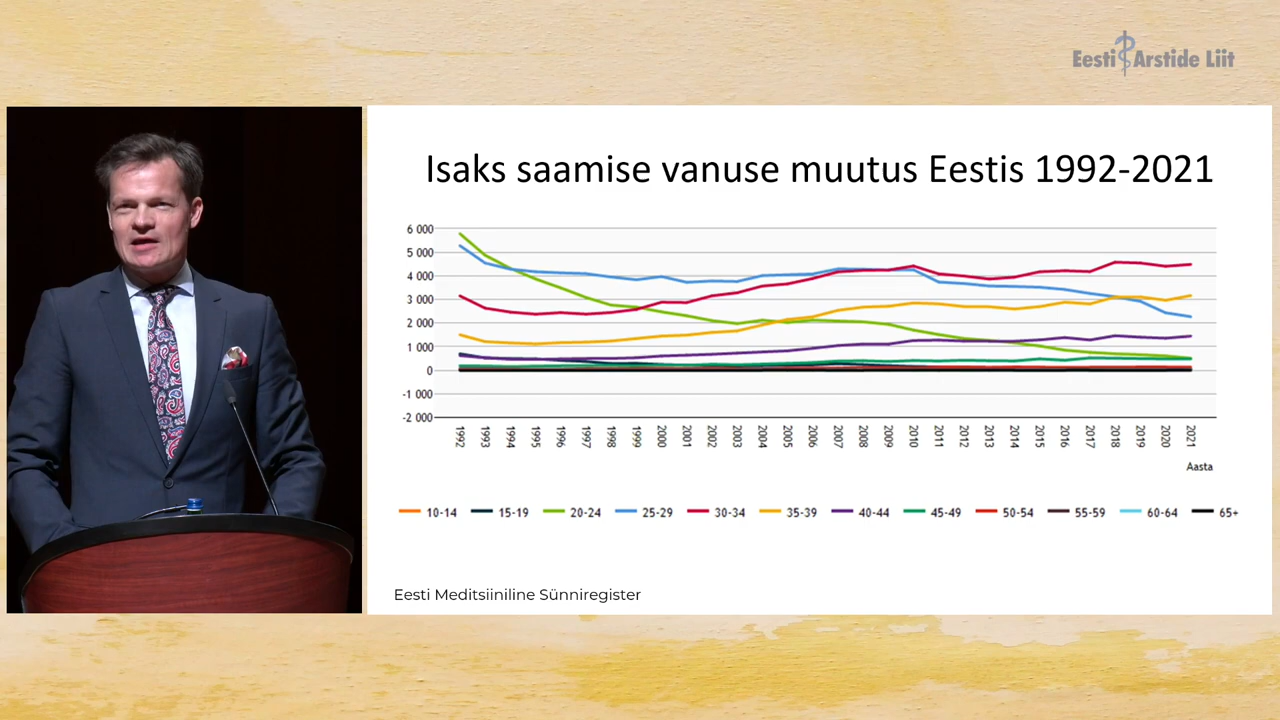 Eesti Arstide Liit
Isaks saamise vanuse muutus Eestis 1992-2021
6 000
5 000
4 000
3 000
2 000
1 000
0
-1 000
-2 000
1992 1993 1994 1995 1996 1997 1998 1999 2000 2001 2002 2003 2004 2005 2006 2007 2008 2009 2010 2011 2012 2013 2014 2015 2016 2017 2018 2019 2020 2021
Aasta
10-14 15-19 20-24 25-29 30-34 35-39 40-44 45-49 50-54 55-59 60-64 65+
Eesti Meditsiiniline Sünniregister